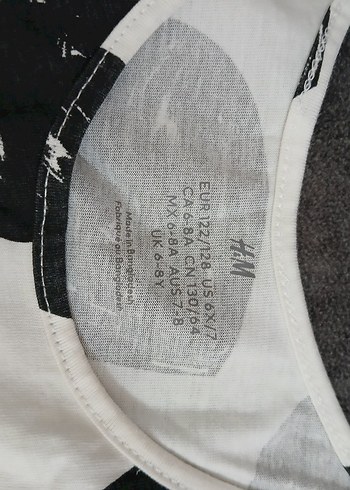 H&M
EUR 122/128 US 6X/7
CA 6-8A CN 130/64
MX 6-8A AUS 7-8
UK 6-8Y
Made in Bangladesh
Fabriqué au Bangladesh